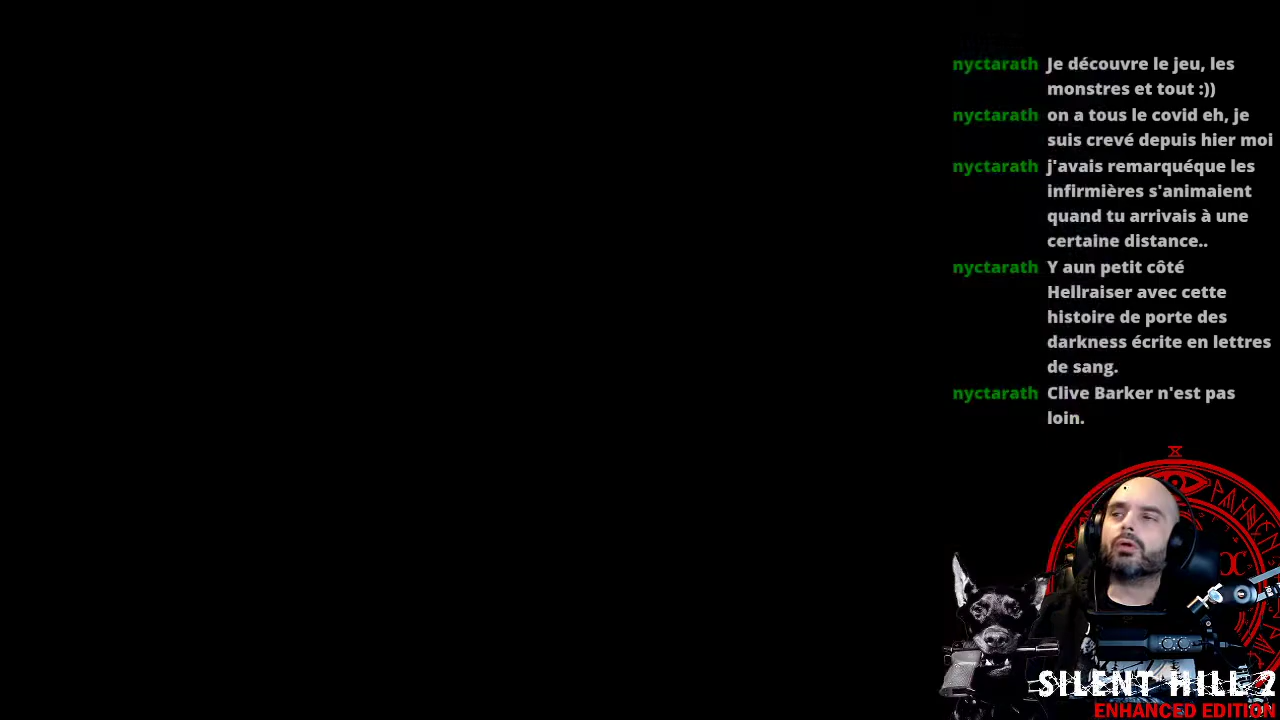 nyctarath Je découvre le jeu, les
monstres et tout :))
nyctarath on a tous le covid eh, je
suis crevé depuis hier moi
nyctarath j'avais remarquéque les
infirmières s'animaient
quand tu arrivais à une
certaine distance..
nyctarath Y aun petit côté
Hellraiser avec cette
histoire de porte des
darkness écrite en lettres
de sang.
nyctarath Clive Barker n'est pas
loin.
SILENT HILL 2
ENHANCED EDITION